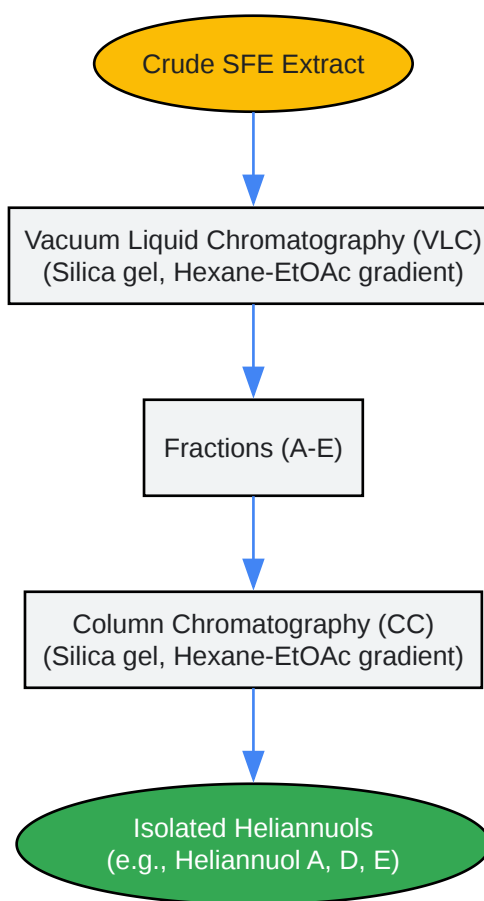 Crude SFE Extract
Vacuum Liquid Chromatography (VLC)
(Silica gel, Hexane-EtOAc gradient)
Fractions (A-E)
Column Chromatography (CC)
(Silica gel, Hexane-EtOAc gradient)
Isolated Heliannuols
(e.g., Heliannuol A, D, E)